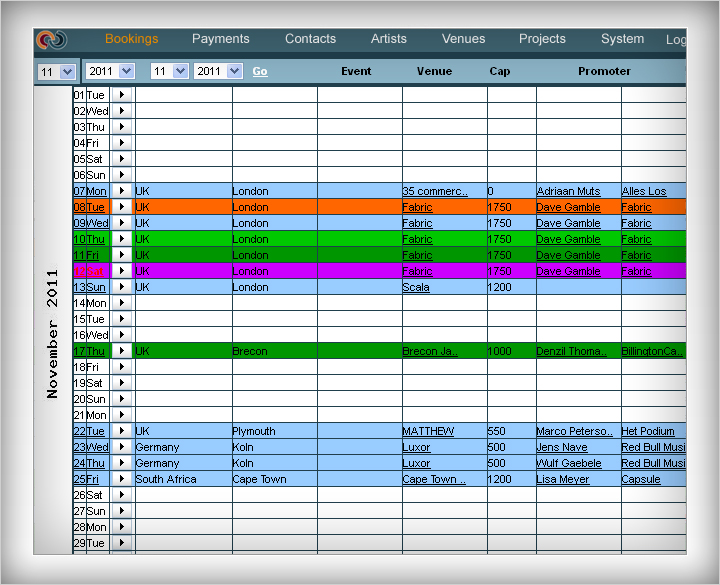 Bookings Payments Contacts Artists Venues Projects System Log
11 2011 11 2011 Go Event Venue Cap Promoter
November 2011
01 Tue
02 Wed
03 Thu
04 Fri
05 Sat
06 Sun
07 Mon UK London 35 commerc.. 0 Adriaan Muts Alles Los
08 Tue UK London Fabric 1750 Dave Gamble Fabric
09 Wed UK London Fabric 1750 Dave Gamble Fabric
10 Thu UK London Fabric 1750 Dave Gamble Fabric
11 Fri UK London Fabric 1750 Dave Gamble Fabric
UK London Fabric 1750 Dave Gamble Fabric
13 Sun UK London Scala 1200
14 Mon
15 Tue
16 Wed
17 Thu UK Brecon Brecon Ja.. 1000 Denzil Thoma.. BillingtonCa..
18 Fri
19 Sat
20 Sun
21 Mon
22 Tue UK Plymouth MATTHEW 550 Marco Peterso.. Het Podium
23 Wed Germany Koln Luxor 500 Jens Nave Red Bull Musi
24 Thu Germany Koln Luxor 500 Wulf Gaebele Red Bull Musi
25 Fri South Africa Cape Town Cape Town .. 1200 Lisa Meyer Capsule
26 Sat
27 Sun
28 Mon
29 Tue